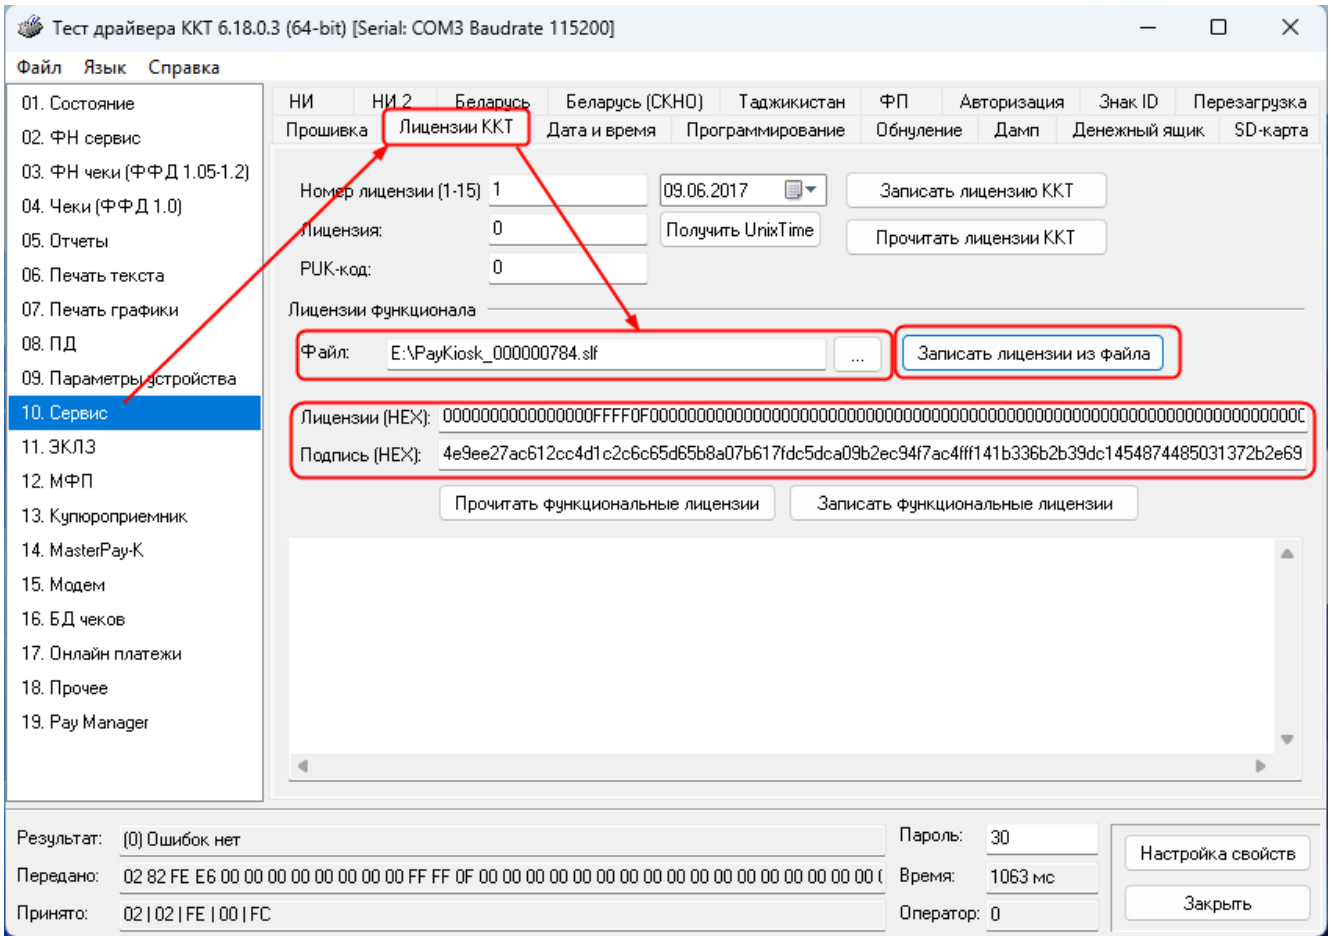 Тест драйвера ККТ 6.18.0.3 (64-bit) [Serial: COM3 Baudrate 115200]
Файл Язык Справка
01. Состояние
02. ФН сервис
03. ФН чеки (ФФД 1.05-1.2)
04. Чеки (ФФД 1.0)
05. Отчеты
06. Печать текста
07. Печать графики
08. ПД
09. Параметры устройства
10. Сервис
11. ЭКЛЗ
12. МФП
13. Купюроприемник
14. MasterPay-K
15. Модем
16. БД чеков
17. Онлайн платежи
18. Прочее
19. Pay Manager
НИ НИ 2 Беларусь Беларусь (СКНО) Таджикистан ФП Авторизация Знак ID Перезагрузка
Прошивка Лицензии ККТ Дата и время Программирование Обнуление Дамп Денежный ящик SD-карта
Номер лицензии (1-15) 1 09.06.2017 Записать лицензию ККТ
Лицензия: 0 Получить UnixTime Прочитать лицензии ККТ
PUK-код: 0
Лицензии функционала
Файл: E:\PayKiosk_000000784.slf ... Записать лицензии из файла
Лицензии (HEX): 0000000000000000FFFF0F0000000000000000000000000000000000000000000000000000000000000000000000
Подпись (HEX): 4e9ee27ac612cc4d1c2c6c65d65b8a07b617fdc5dca09b2ec94f7ac4fff141b336b2b39dc1454874485031372b2e69
Прочитать функциональные лицензии Записать функциональные лицензии
Результат: (0) Ошибок нет
Передано: 02 82 FE E6 00 00 00 00 00 00 00 00 FF FF 0F 00 00 00 00 00 00 00 00 00 00 00 00 00 00 00 00 00
Принято: 02 | 02 | FE | 00 | FC
Пароль: 30
Время: 1063 мс
Оператор: 0
Настройка свойств
Закрыть